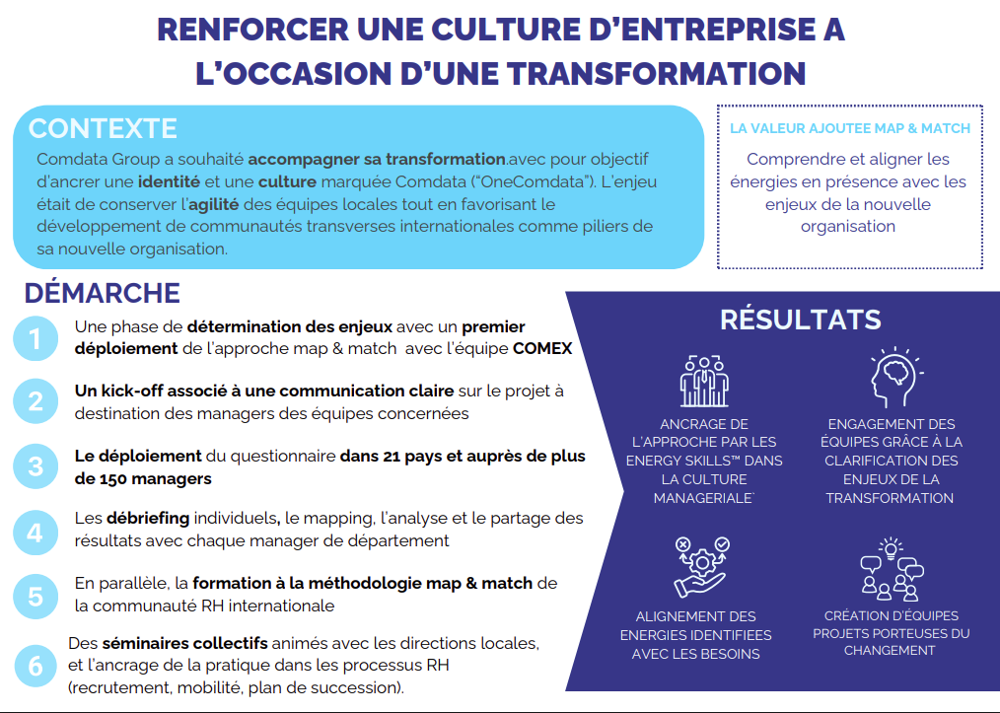 RENFORCER UNE CULTURE D’ENTREPRISE A
L’OCCASION D’UNE TRANSFORMATION
CONTEXTE
Comdata Group a souhaité accompagner sa transformation.avec pour objectif
d’ancrer une identité et une culture marquée Comdata (“OneComdata”). L’enjeu
était de conserver l’agilité des équipes locales tout en favorisant le
développement de communautés transverses internationales comme piliers de
sa nouvelle organisation.
LA VALEUR AJOUTEE MAP & MATCH
Comprendre et aligner les
énergies en présence avec les
enjeux de la nouvelle
organisation
DÉMARCHE
1
Une phase de détermination des enjeux avec un premier
déploiement de l’approche map & match avec l’équipe COMEX
2
Un kick-off associé à une communication claire sur le projet à
destination des managers des équipes concernées
3
Le déploiement du questionnaire dans 21 pays et auprès de plus
de 150 managers
4
Les débriefing individuels, le mapping, l’analyse et le partage des
résultats avec chaque manager de département
5
En parallèle, la formation à la méthodologie map & match de
la communauté RH internationale
6
Des séminaires collectifs animés avec les directions locales,
et l’ancrage de la pratique dans les processus RH
(recrutement, mobilité, plan de succession).
RÉSULTATS
ANCRAGE DE
L’APPROCHE PAR LES
ENERGY SKILLS™ DANS
LA CULTURE
MANAGERIALE`
ENGAGEMENT DES
ÉQUIPES GRÂCE À LA
CLARIFICATION DES
ENJEUX DE LA
TRANSFORMATION
ALIGNEMENT DES
ENERGIES IDENTIFIEES
AVEC LES BESOINS
CRÉATION D’ÉQUIPES
PROJETS PORTEUSES DU
CHANGEMENT